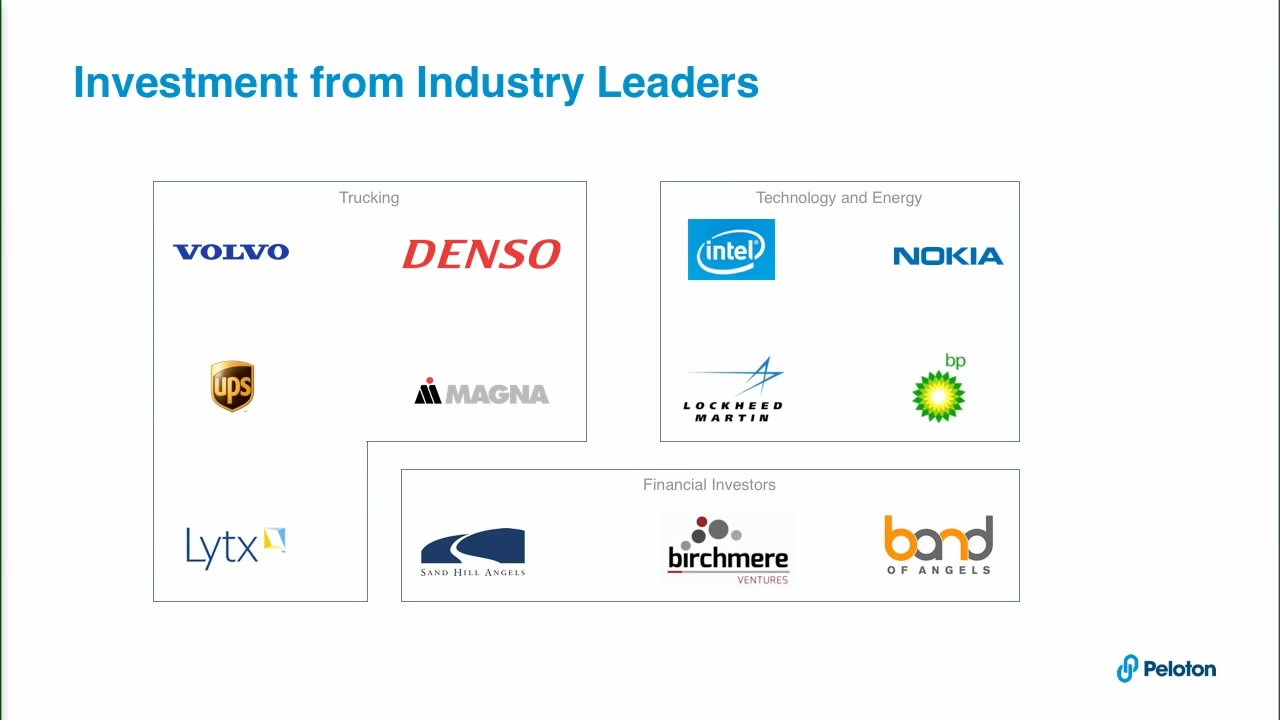 Investment from Industry Leaders
Trucking
VOLVO
DENSO
ups
MAGNA
Lytx
Technology and Energy
intel
NOKIA
LOCKHEED
MARTIN
bp
Financial Investors
SAND HILL ANGELS
birchmere
VENTURES
band
OF ANGELS
Peloton